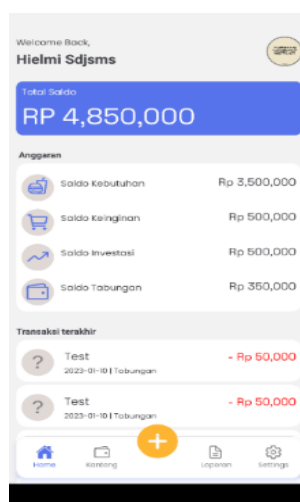 Welcome Back,
Hielmi Sdjsms
Total Saldo
RP 4,850,000
Anggaran
Saldo Kebutuhan Rp 3,500,000
Saldo Keinginan Rp 500,000
Saldo Investasi Rp 500,000
Saldo Tabungan Rp 350,000
Transaksi terakhir
? Test - Rp 50,000
2023-01-10 | Tabungan
? Test - Rp 50,000
2023-01-10 | Tabungan
+
Home Kantong Laporan Settings